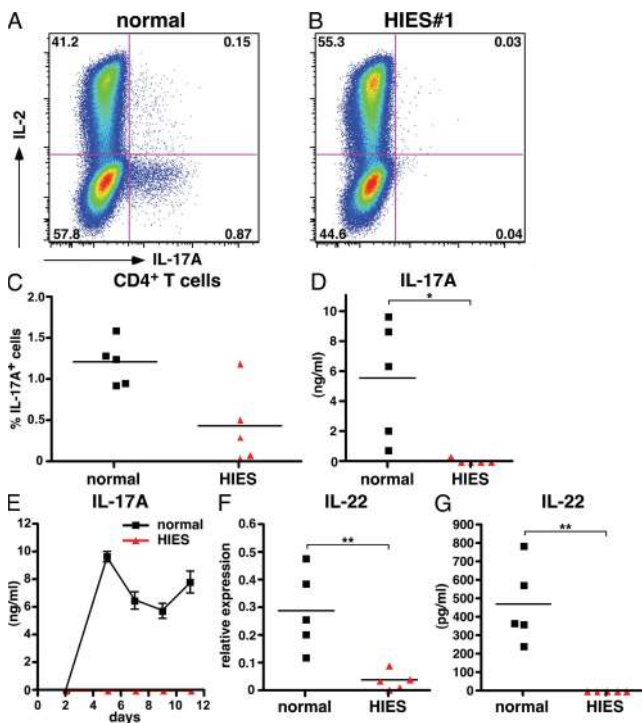 A
normal
41.2
0.15
57.8
0.87
IL-2
IL-17A
B
HIES#1
55.3
0.03
44.6
0.04
C
CD4+ T cells
% IL-17A+ cells
2.0
1.5
1.0
0.5
0
normal
HIES
D
IL-17A
(ng/ml)
10
8
6
4
2
0
*
normal
HIES
E
IL-17A
(ng/ml)
12
10
8
6
4
2
0
normal
HIES
0 2 4 6 8 10 12
days
F
IL-22
relative expression
0.6
0.5
0.4
0.3
0.2
0.1
0
**
normal
HIES
G
IL-22
(pg/ml)
900
800
700
600
500
400
300
200
100
0
**
normal
HIES